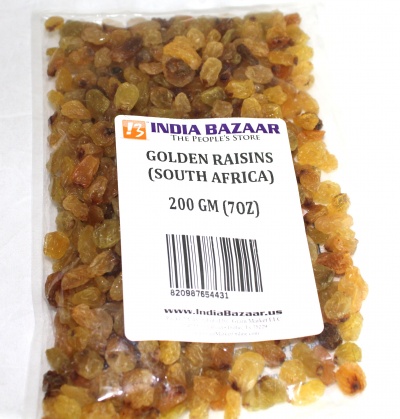 INDIA BAZAAR
THE PEOPLE'S STORE
GOLDEN RAISINS
(SOUTH AFRICA)
200 GM (7OZ)
820987654431
www.IndiaBazaar.us